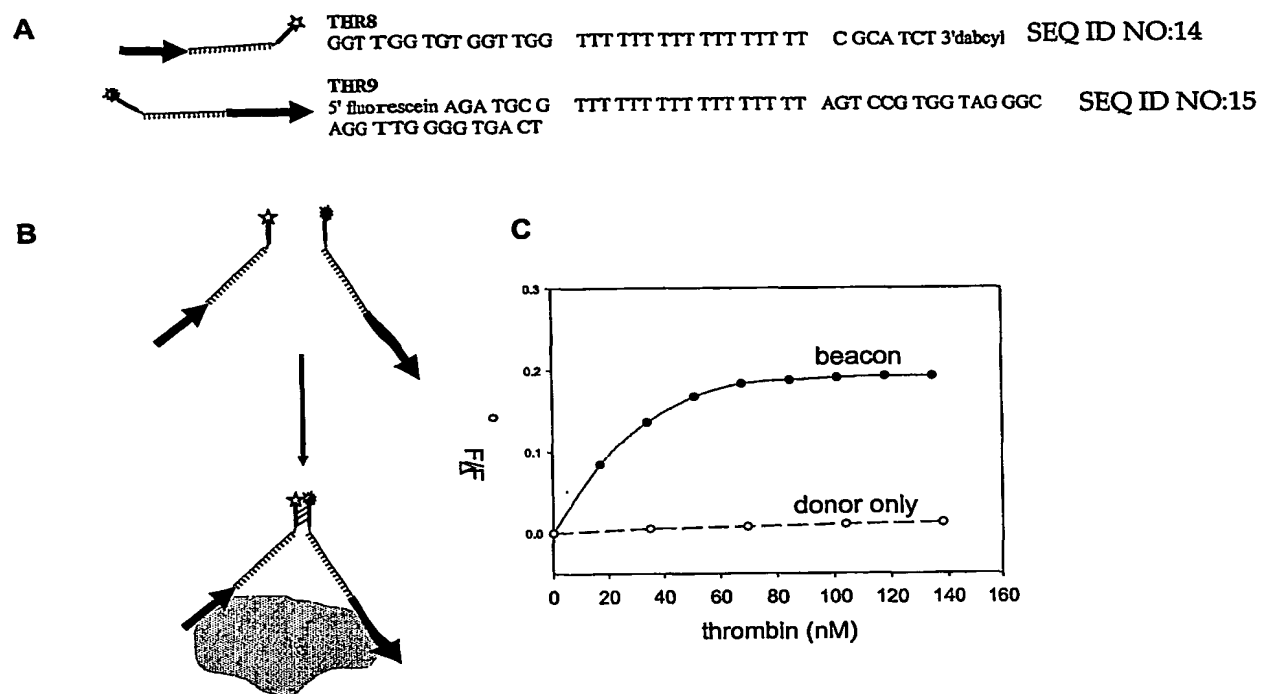 A
THR8
GGT TGG TGT GGT TGG TTT TTT TTT TTT TTT TT C GCA TCT 3'dabcyl SEQ ID NO:14
THR9
5' fluorescein AGA TGC G TTT TTT TTT TTT TTT TT AGT CCG TGG TAG GGC SEQ ID NO:15
AGG TTG GGG TGA CT
B
C
0.3
0.2
0.1
0.0
F/F
o
beacon
donor only
0 20 40 60 80 100 120 140 160
thrombin (nM)